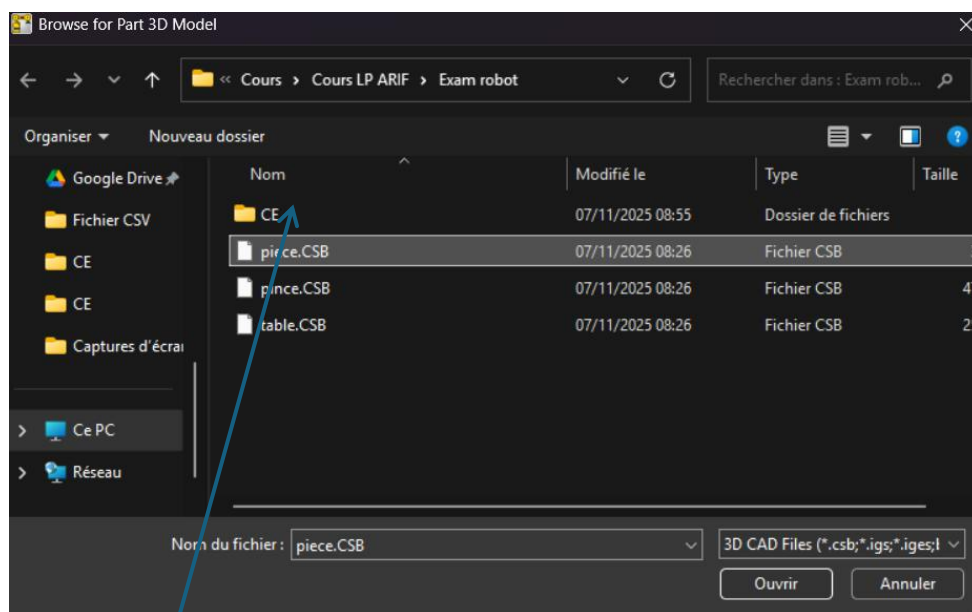 Browse for Part 3D Model
« Cours > Cours LP ARIF > Exam robot
Rechercher dans : Exam rob...
Organiser
Nouveau dossier
Nom
Modifié le
Type
Taille
Google Drive
Fichier CSV
CE
CE
Captures d'écrai
Ce PC
Réseau
CE 07/11/2025 08:55 Dossier de fichiers
piece.CSB 07/11/2025 08:26 Fichier CSB
pince.CSB 07/11/2025 08:26 Fichier CSB 4
table.CSB 07/11/2025 08:26 Fichier CSB 2
Nom du fichier : piece.CSB
3D CAD Files (*.csb;*.igs;*.iges;
Ouvrir
Annuler